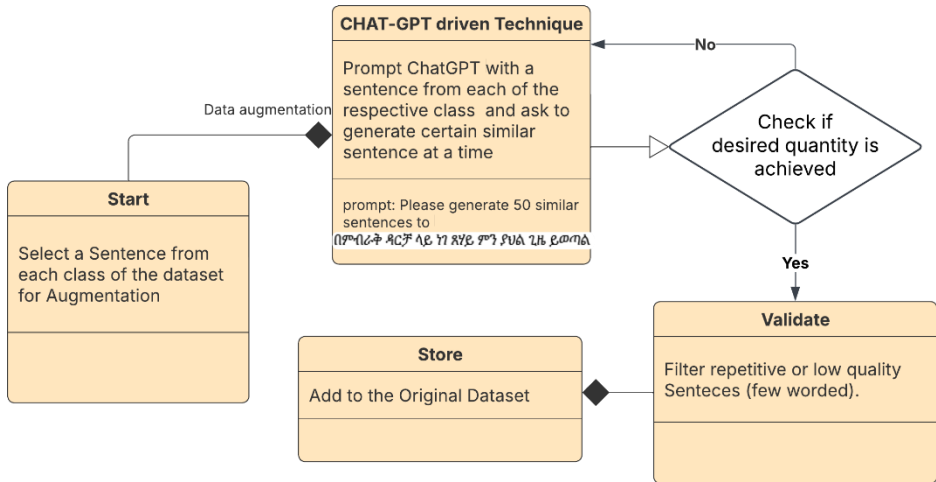 CHAT-GPT driven Technique
Prompt ChatGPT with a
sentence from each of the
respective class and ask to
generate certain similar
sentence at a time
prompt: Please generate 50 similar
sentences to
በምብራቅ ዳርቻ ላይ ነገ ጸሃይ ምን ያህል ጊዜ ይወጣል
No
Data augmentation
Check if
desired quantity is
achieved
Start
Select a Sentence from
each class of the dataset
for Augmentation
Yes
Validate
Filter repetitive or low quality
Senteces (few worded).
Store
Add to the Original Dataset